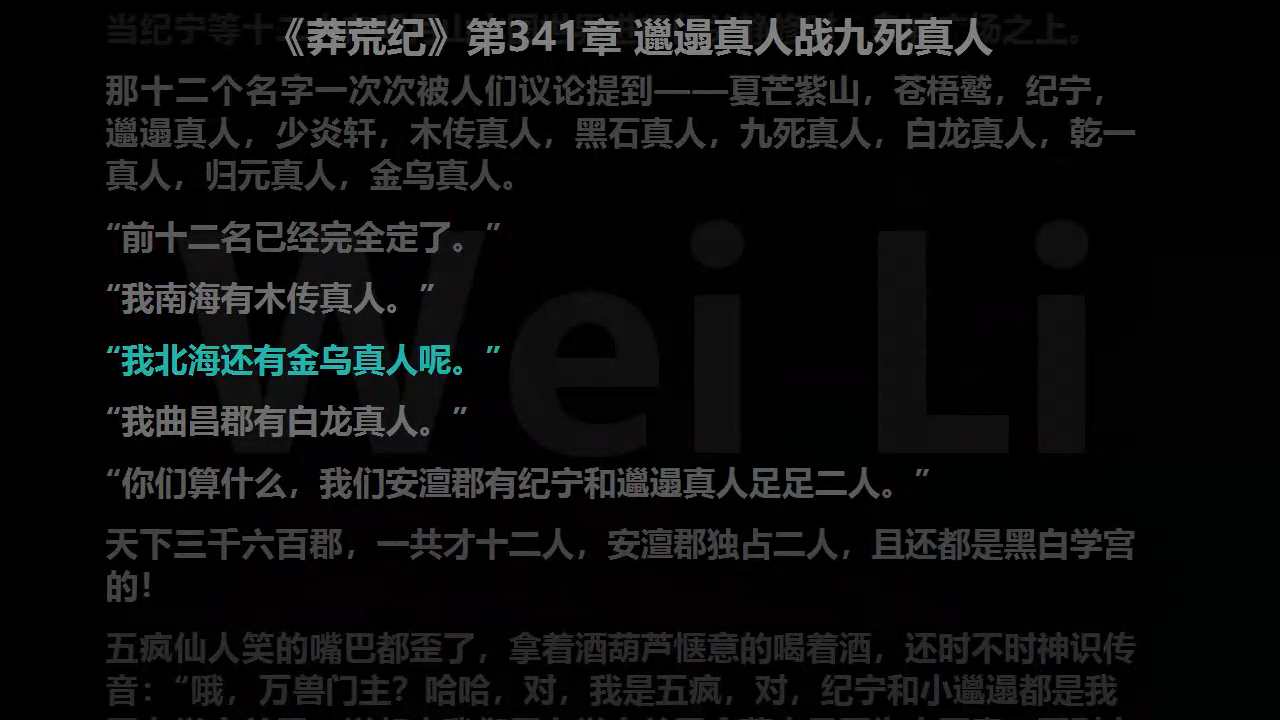 《莽荒纪》第341章 邋遢真人战九死真人
那十二个名字一次次被人们议论提到——夏芒紫山，苍梧鹫，纪宁，
邋遢真人，少炎轩，木传真人，黑石真人，九死真人，白龙真人，乾一
真人，归元真人，金乌真人。
“前十二名已经完全定了。”
“我南海有木传真人。”
“我北海还有金乌真人呢。”
“我曲昌郡有白龙真人。”
“你们算什么，我们安澶郡有纪宁和邋遢真人足足二人。”
天下三千六百郡，一共才十二人，安澶郡独占二人，且还都是黑白学宫
的！
五疯仙人笑的嘴巴都歪了，拿着酒葫芦惬意的喝着酒，还时不时神识传
音：“哦，万兽门主？哈哈，对，我是五疯，对，纪宁和小邋遢都是我
Wei Li